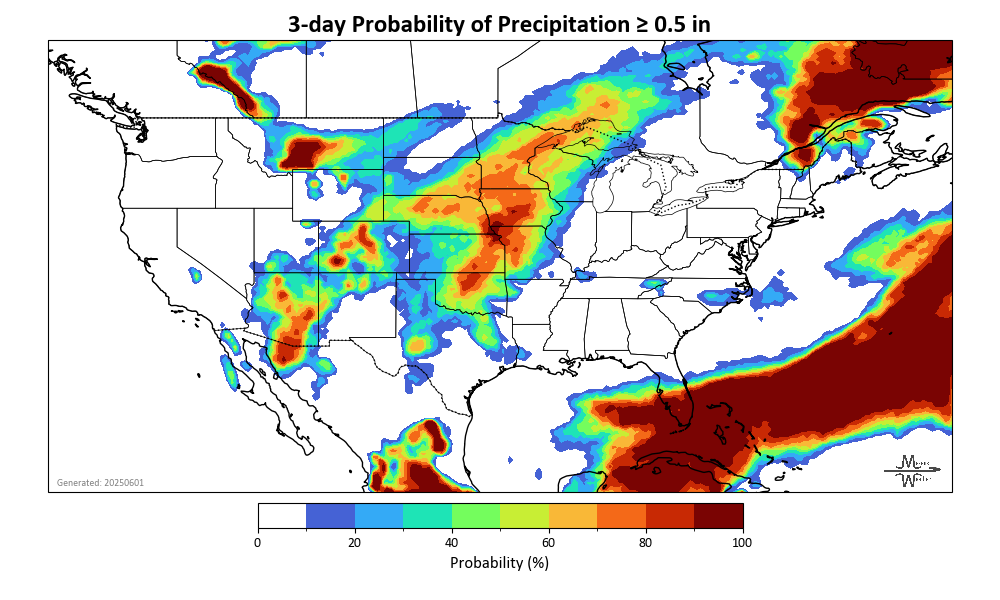 3-day Probability of Precipitation ≥ 0.5 in
Generated: 20250601
0 20 40 60 80 100
Probability (%)